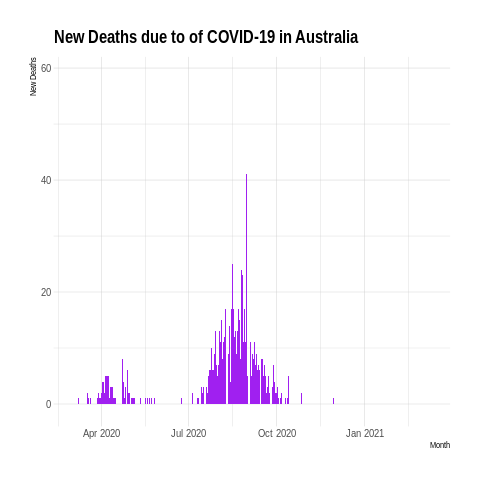 New Deaths due to of COVID-19 in Australia
New Deaths
60
40
20
0
Apr 2020 Jul 2020 Oct 2020 Jan 2021
Month